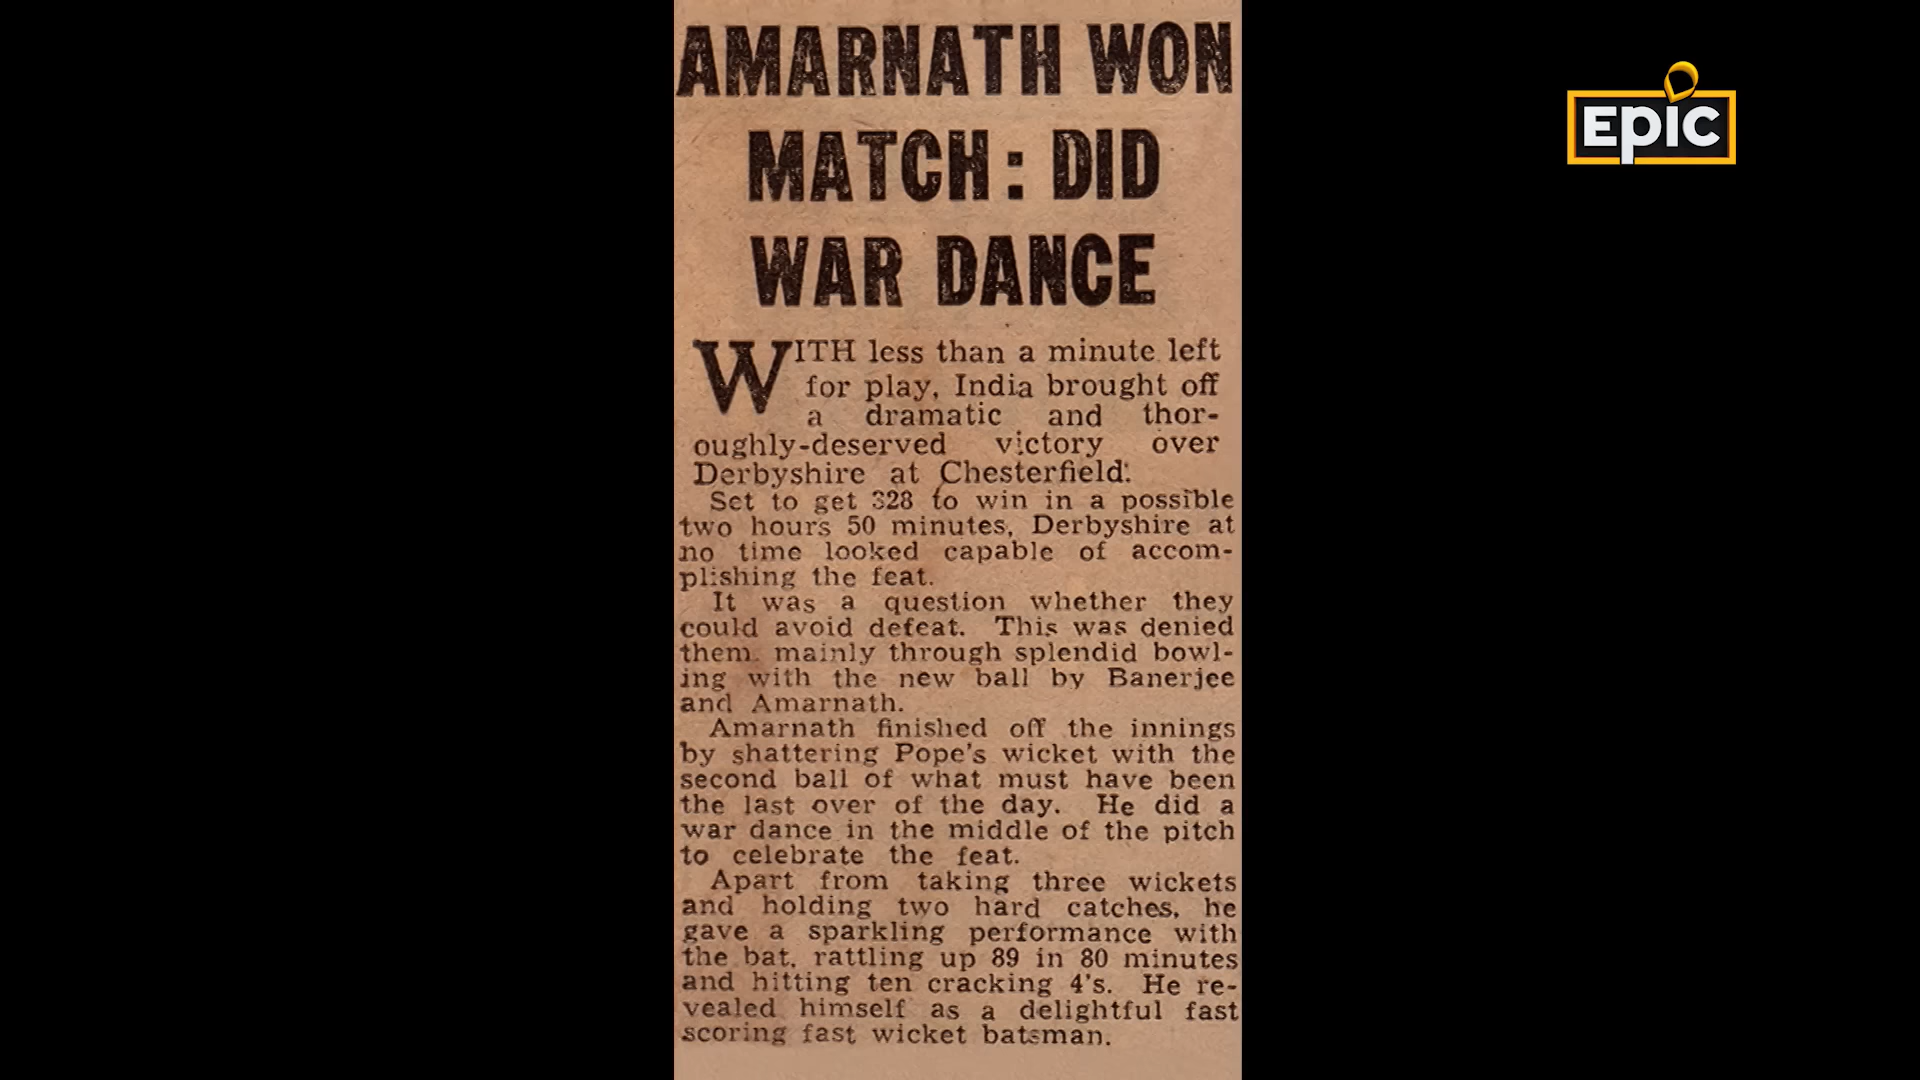 AMARNATH WON
MATCH: DID
WAR DANCE
WITH less than a minute left
for play, India brought off
a dramatic and thor-
oughly-deserved victory over
Derbyshire at Chesterfield.
Set to get 328 to win in a possible
two hours 50 minutes, Derbyshire at
no time looked capable of accom-
plishing the feat.
It was a question whether they
could avoid defeat. This was denied
them. mainly through splendid bowl-
ing with the new ball by Banerjee
and Amarnath.
Amarnath finished off the innings
by shattering Pope's wicket with the
second ball of what must have been
the last over of the day. He did a
war dance in the middle of the pitch
to celebrate the feat.
Apart from taking three wickets
and holding two hard catches, he
gave a sparkling performance with
the bat. rattling up 89 in 80 minutes
and hitting ten cracking 4's. He re-
vealed himself as a delightful fast
scoring fast wicket batsman.
EPIC